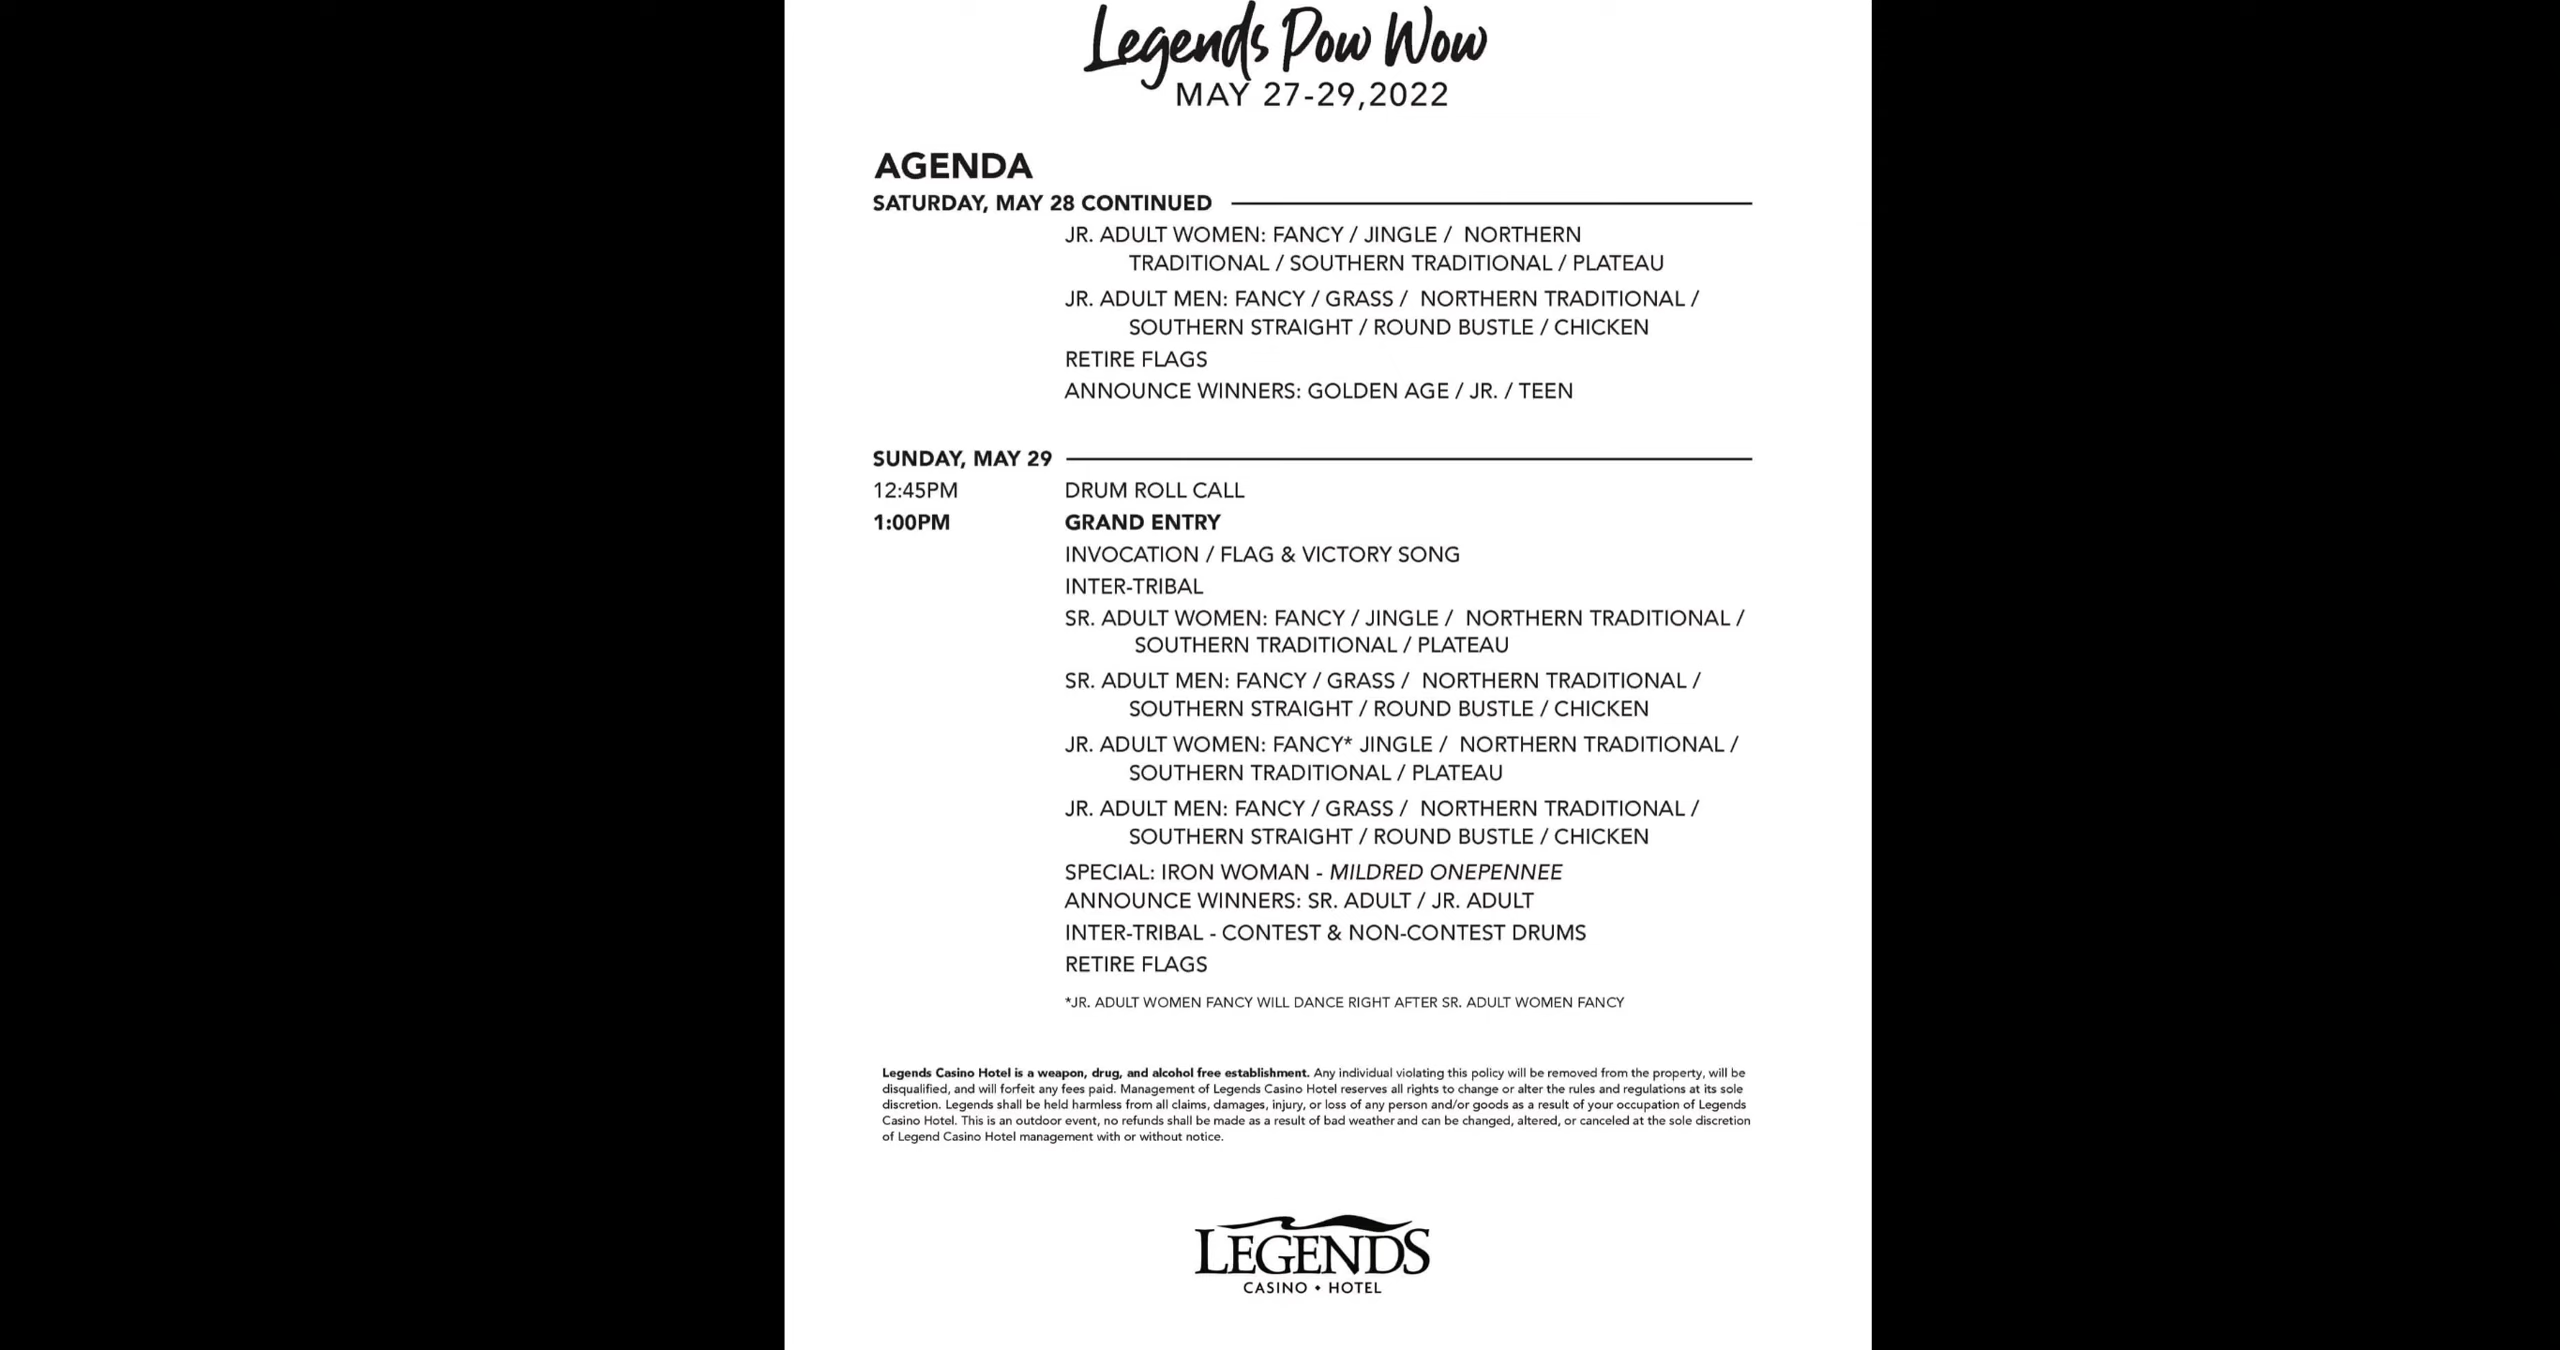 Legends Pow Wow
MAY 27-29,2022
AGENDA
SATURDAY, MAY 28 CONTINUED
JR. ADULT WOMEN: FANCY / JINGLE / NORTHERN
TRADITIONAL / SOUTHERN TRADITIONAL / PLATEAU
JR. ADULT MEN: FANCY / GRASS / NORTHERN TRADITIONAL /
SOUTHERN STRAIGHT / ROUND BUSTLE / CHICKEN
RETIRE FLAGS
ANNOUNCE WINNERS: GOLDEN AGE / JR. / TEEN
SUNDAY, MAY 29
12:45PM DRUM ROLL CALL
1:00PM GRAND ENTRY
INVOCATION / FLAG & VICTORY SONG
INTER-TRIBAL
SR. ADULT WOMEN: FANCY / JINGLE / NORTHERN TRADITIONAL /
SOUTHERN TRADITIONAL / PLATEAU
SR. ADULT MEN: FANCY / GRASS / NORTHERN TRADITIONAL /
SOUTHERN STRAIGHT / ROUND BUSTLE / CHICKEN
JR. ADULT WOMEN: FANCY* JINGLE / NORTHERN TRADITIONAL /
SOUTHERN TRADITIONAL / PLATEAU
JR. ADULT MEN: FANCY / GRASS / NORTHERN TRADITIONAL /
SOUTHERN STRAIGHT / ROUND BUSTLE / CHICKEN
SPECIAL: IRON WOMAN - MILDRED ONEPENNEE
ANNOUNCE WINNERS: SR. ADULT / JR. ADULT
INTER-TRIBAL - CONTEST & NON-CONTEST DRUMS
RETIRE FLAGS
*JR. ADULT WOMEN FANCY WILL DANCE RIGHT AFTER SR. ADULT WOMEN FANCY
Legends Casino Hotel is a weapon, drug, and alcohol free establishment. Any individual violating this policy will be removed from the property, will be
disqualified, and will forfeit any fees paid. Management of Legends Casino Hotel reserves all rights to change or alter the rules and regulations at its sole
discretion. Legends shall be held harmless from all claims, damages, injury, or loss of any person and/or goods as a result of your occupation of Legends
Casino Hotel. This is an outdoor event, no refunds shall be made as a result of bad weather and can be changed, altered, or canceled at the sole discretion
of Legend Casino Hotel management with or without notice.
LEGENDS
CASINO • HOTEL